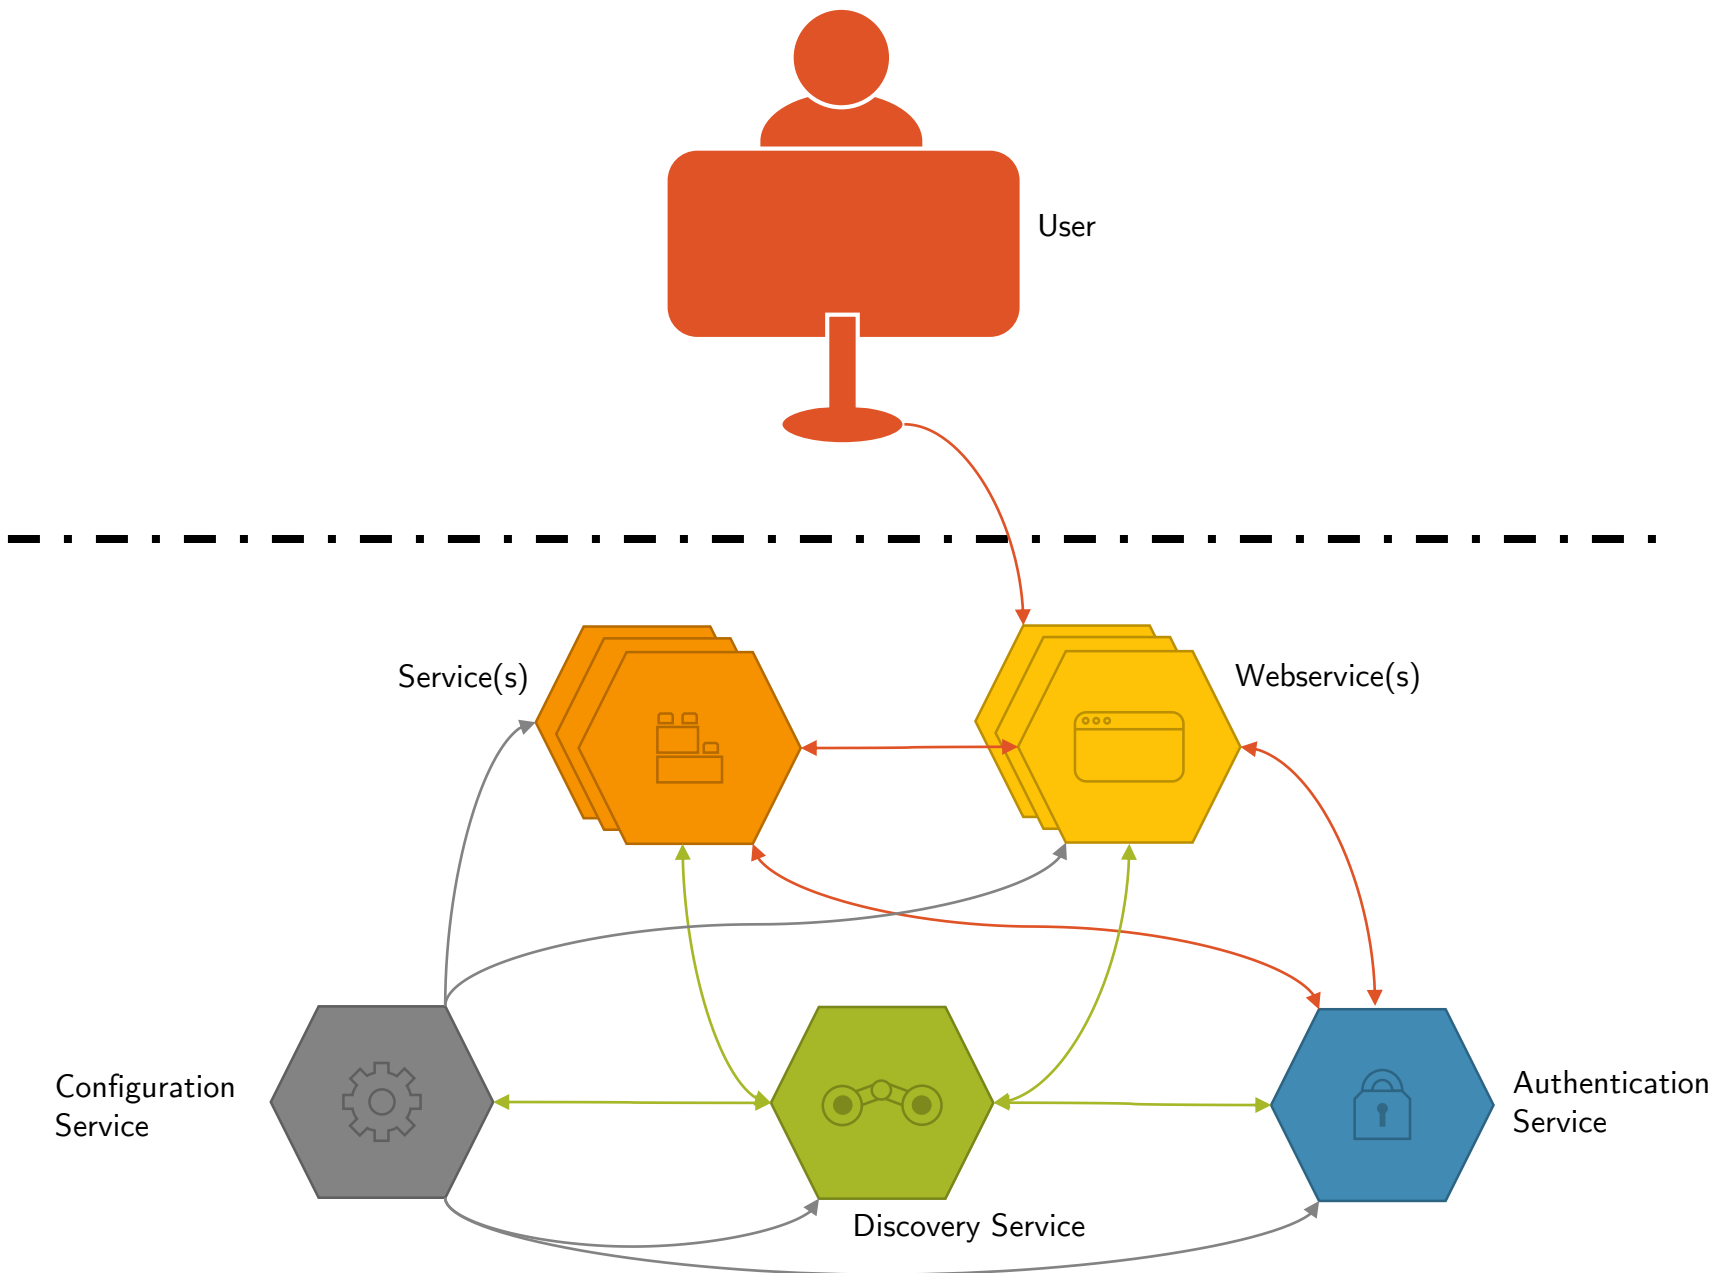 User
Service(s)
Webservice(s)
Configuration
Service
Authentication
Service
Discovery Service